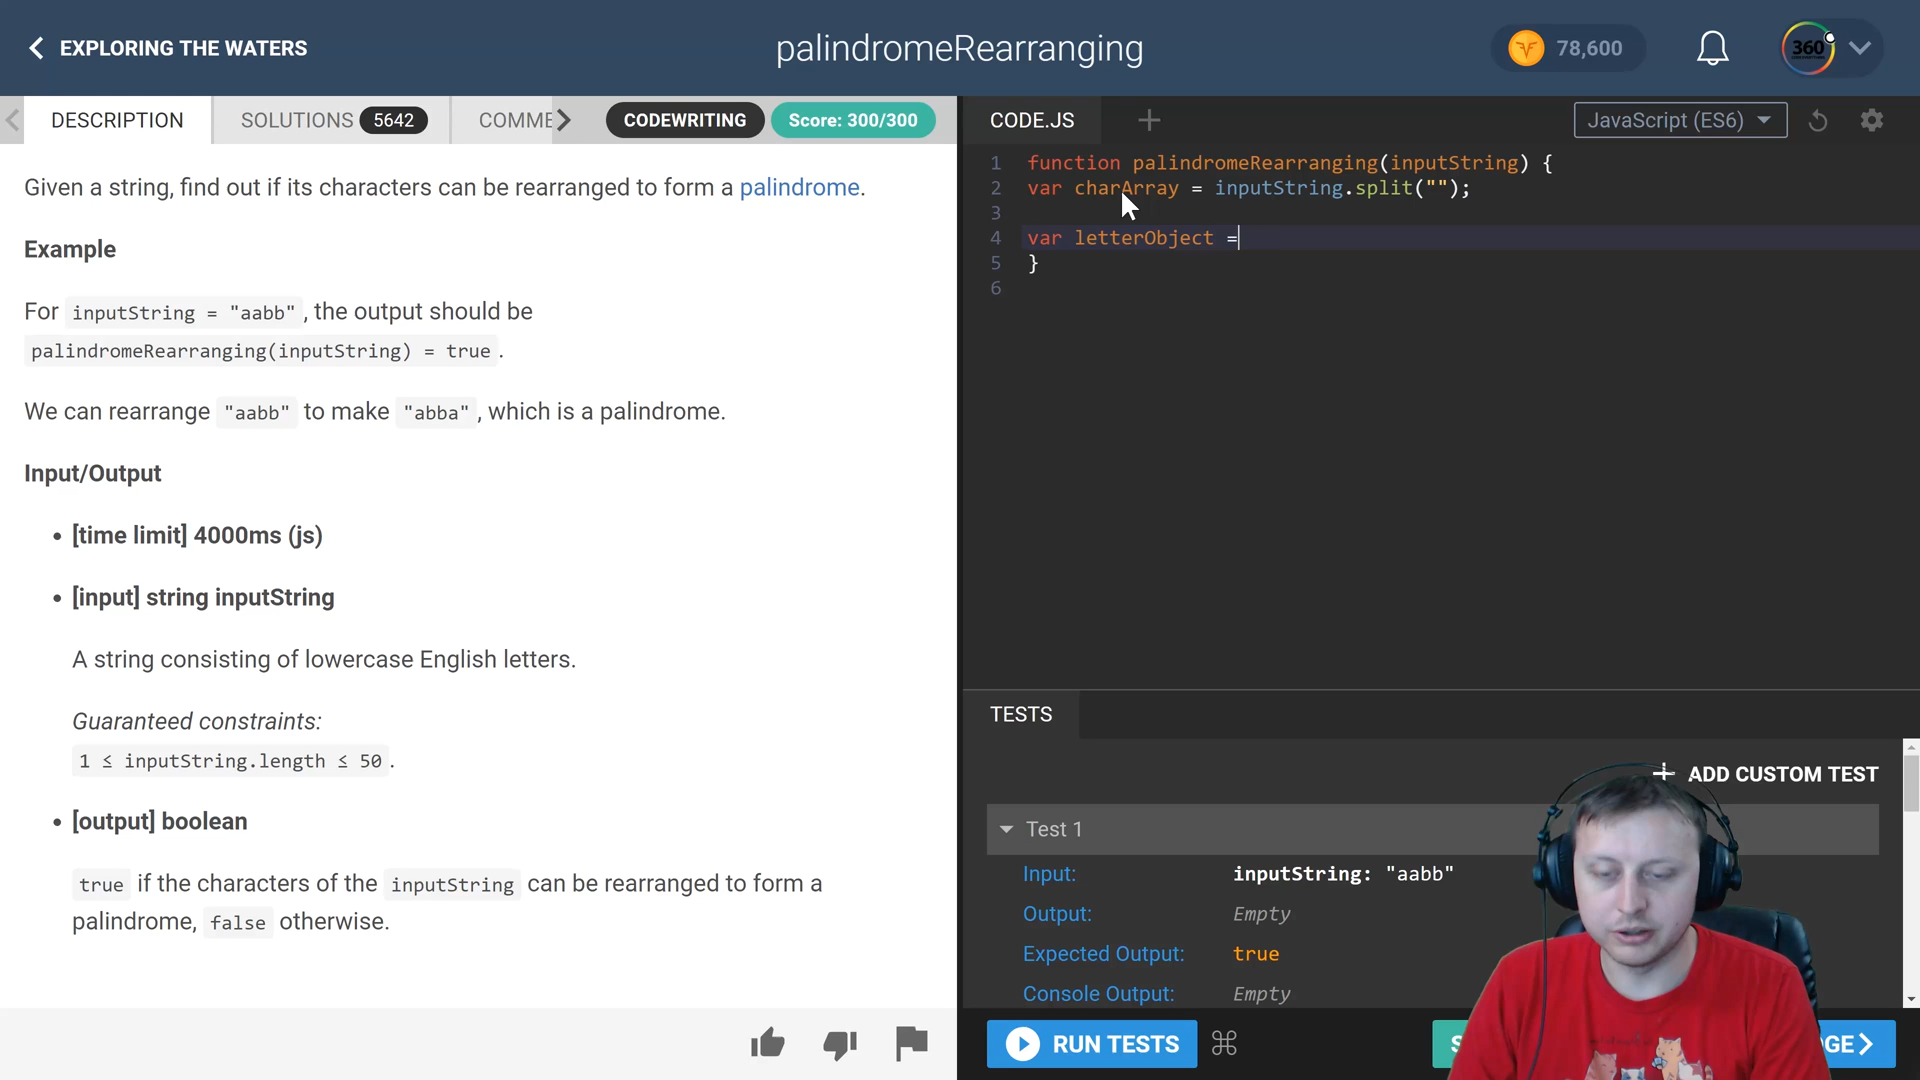 EXPLORING THE WATERS
palindromeRearranging
78,600
360
DESCRIPTION
SOLUTIONS 5642
COMME
CODEWRITING
Score: 300/300
Given a string, find out if its characters can be rearranged to form a palindrome.
Example
For inputString = "aabb", the output should be
palindromeRearranging(inputString) = true.
We can rearrange "aabb" to make "abba", which is a palindrome.
Input/Output
• [time limit] 4000ms (js)
• [input] string inputString
A string consisting of lowercase English letters.
Guaranteed constraints:
1 ≤ inputString.length ≤ 50.
• [output] boolean
true if the characters of the inputString can be rearranged to form a
palindrome, false otherwise.
CODE.JS
JavaScript (ES6)
1 function palindromeRearranging(inputString) {
2 var charArray = inputString.split("");
3
4 var letterObject =
5 }
6
TESTS
ADD CUSTOM TEST
Test 1
Input: inputString: "aabb"
Output: Empty
Expected Output: true
Console Output: Empty
RUN TESTS
S
GE